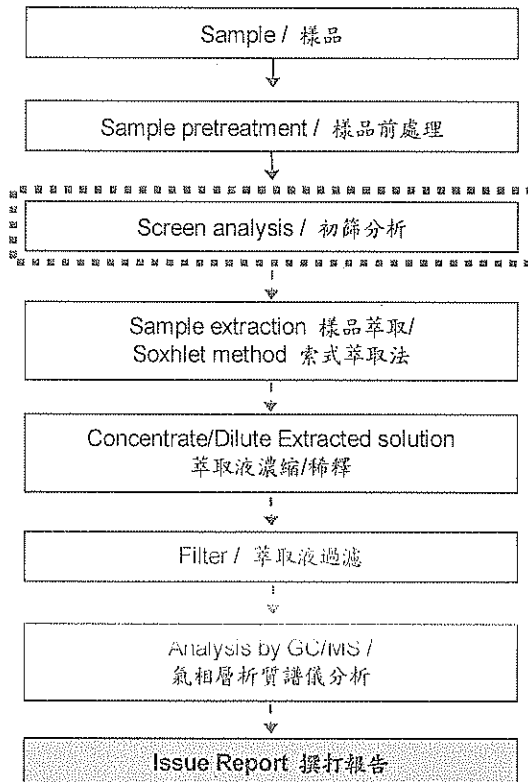 Sample / 樣品
Sample pretreatment / 樣品前處理
Screen analysis / 初篩分析
Sample extraction 樣品萃取/
Soxhlet method 索式萃取法
Concentrate/Dilute Extracted solution
萃取液濃縮/稀釋
Filter / 萃取液過濾
Analysis by GC/MS /
氣相層析質譜儀分析
Issue Report 撰打報告